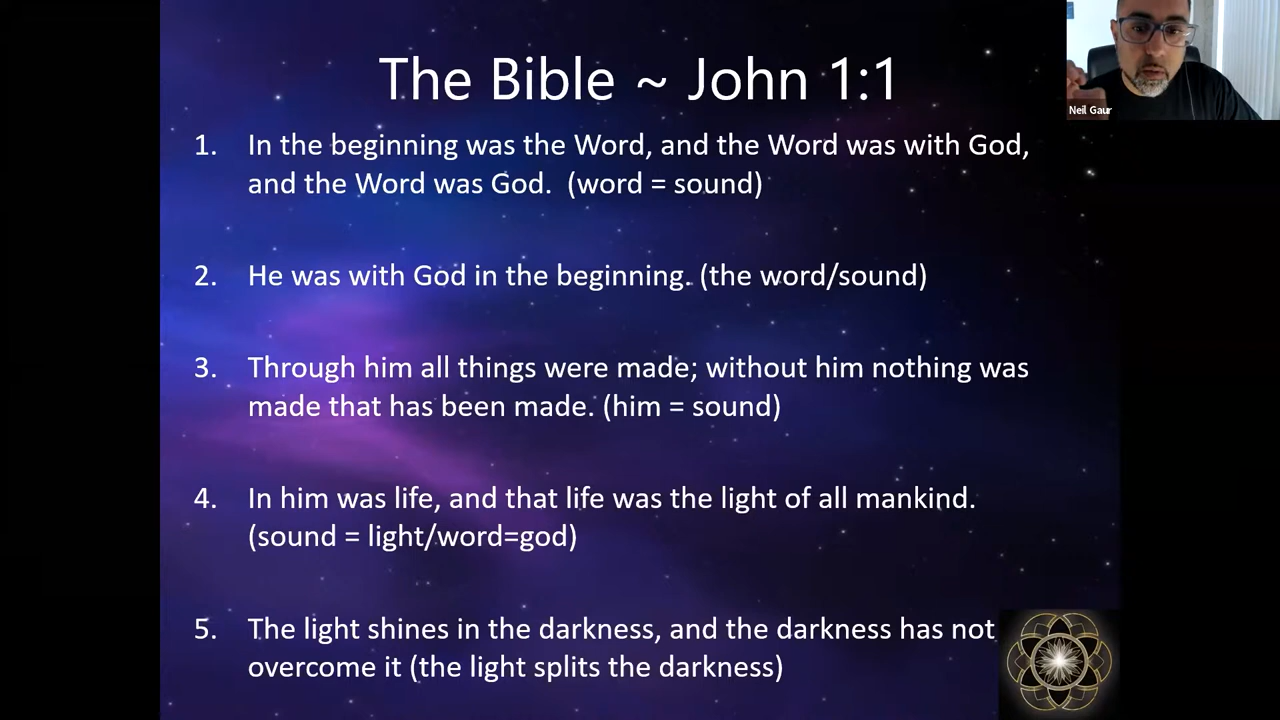 The Bible ~ John 1:1
Neil Gaur
1. In the beginning was the Word, and the Word was with God,
and the Word was God. (word = sound)
2. He was with God in the beginning. (the word/sound)
3. Through him all things were made; without him nothing was
made that has been made. (him = sound)
4. In him was life, and that life was the light of all mankind.
(sound = light/word=god)
5. The light shines in the darkness, and the darkness has not
overcome it (the light splits the darkness)